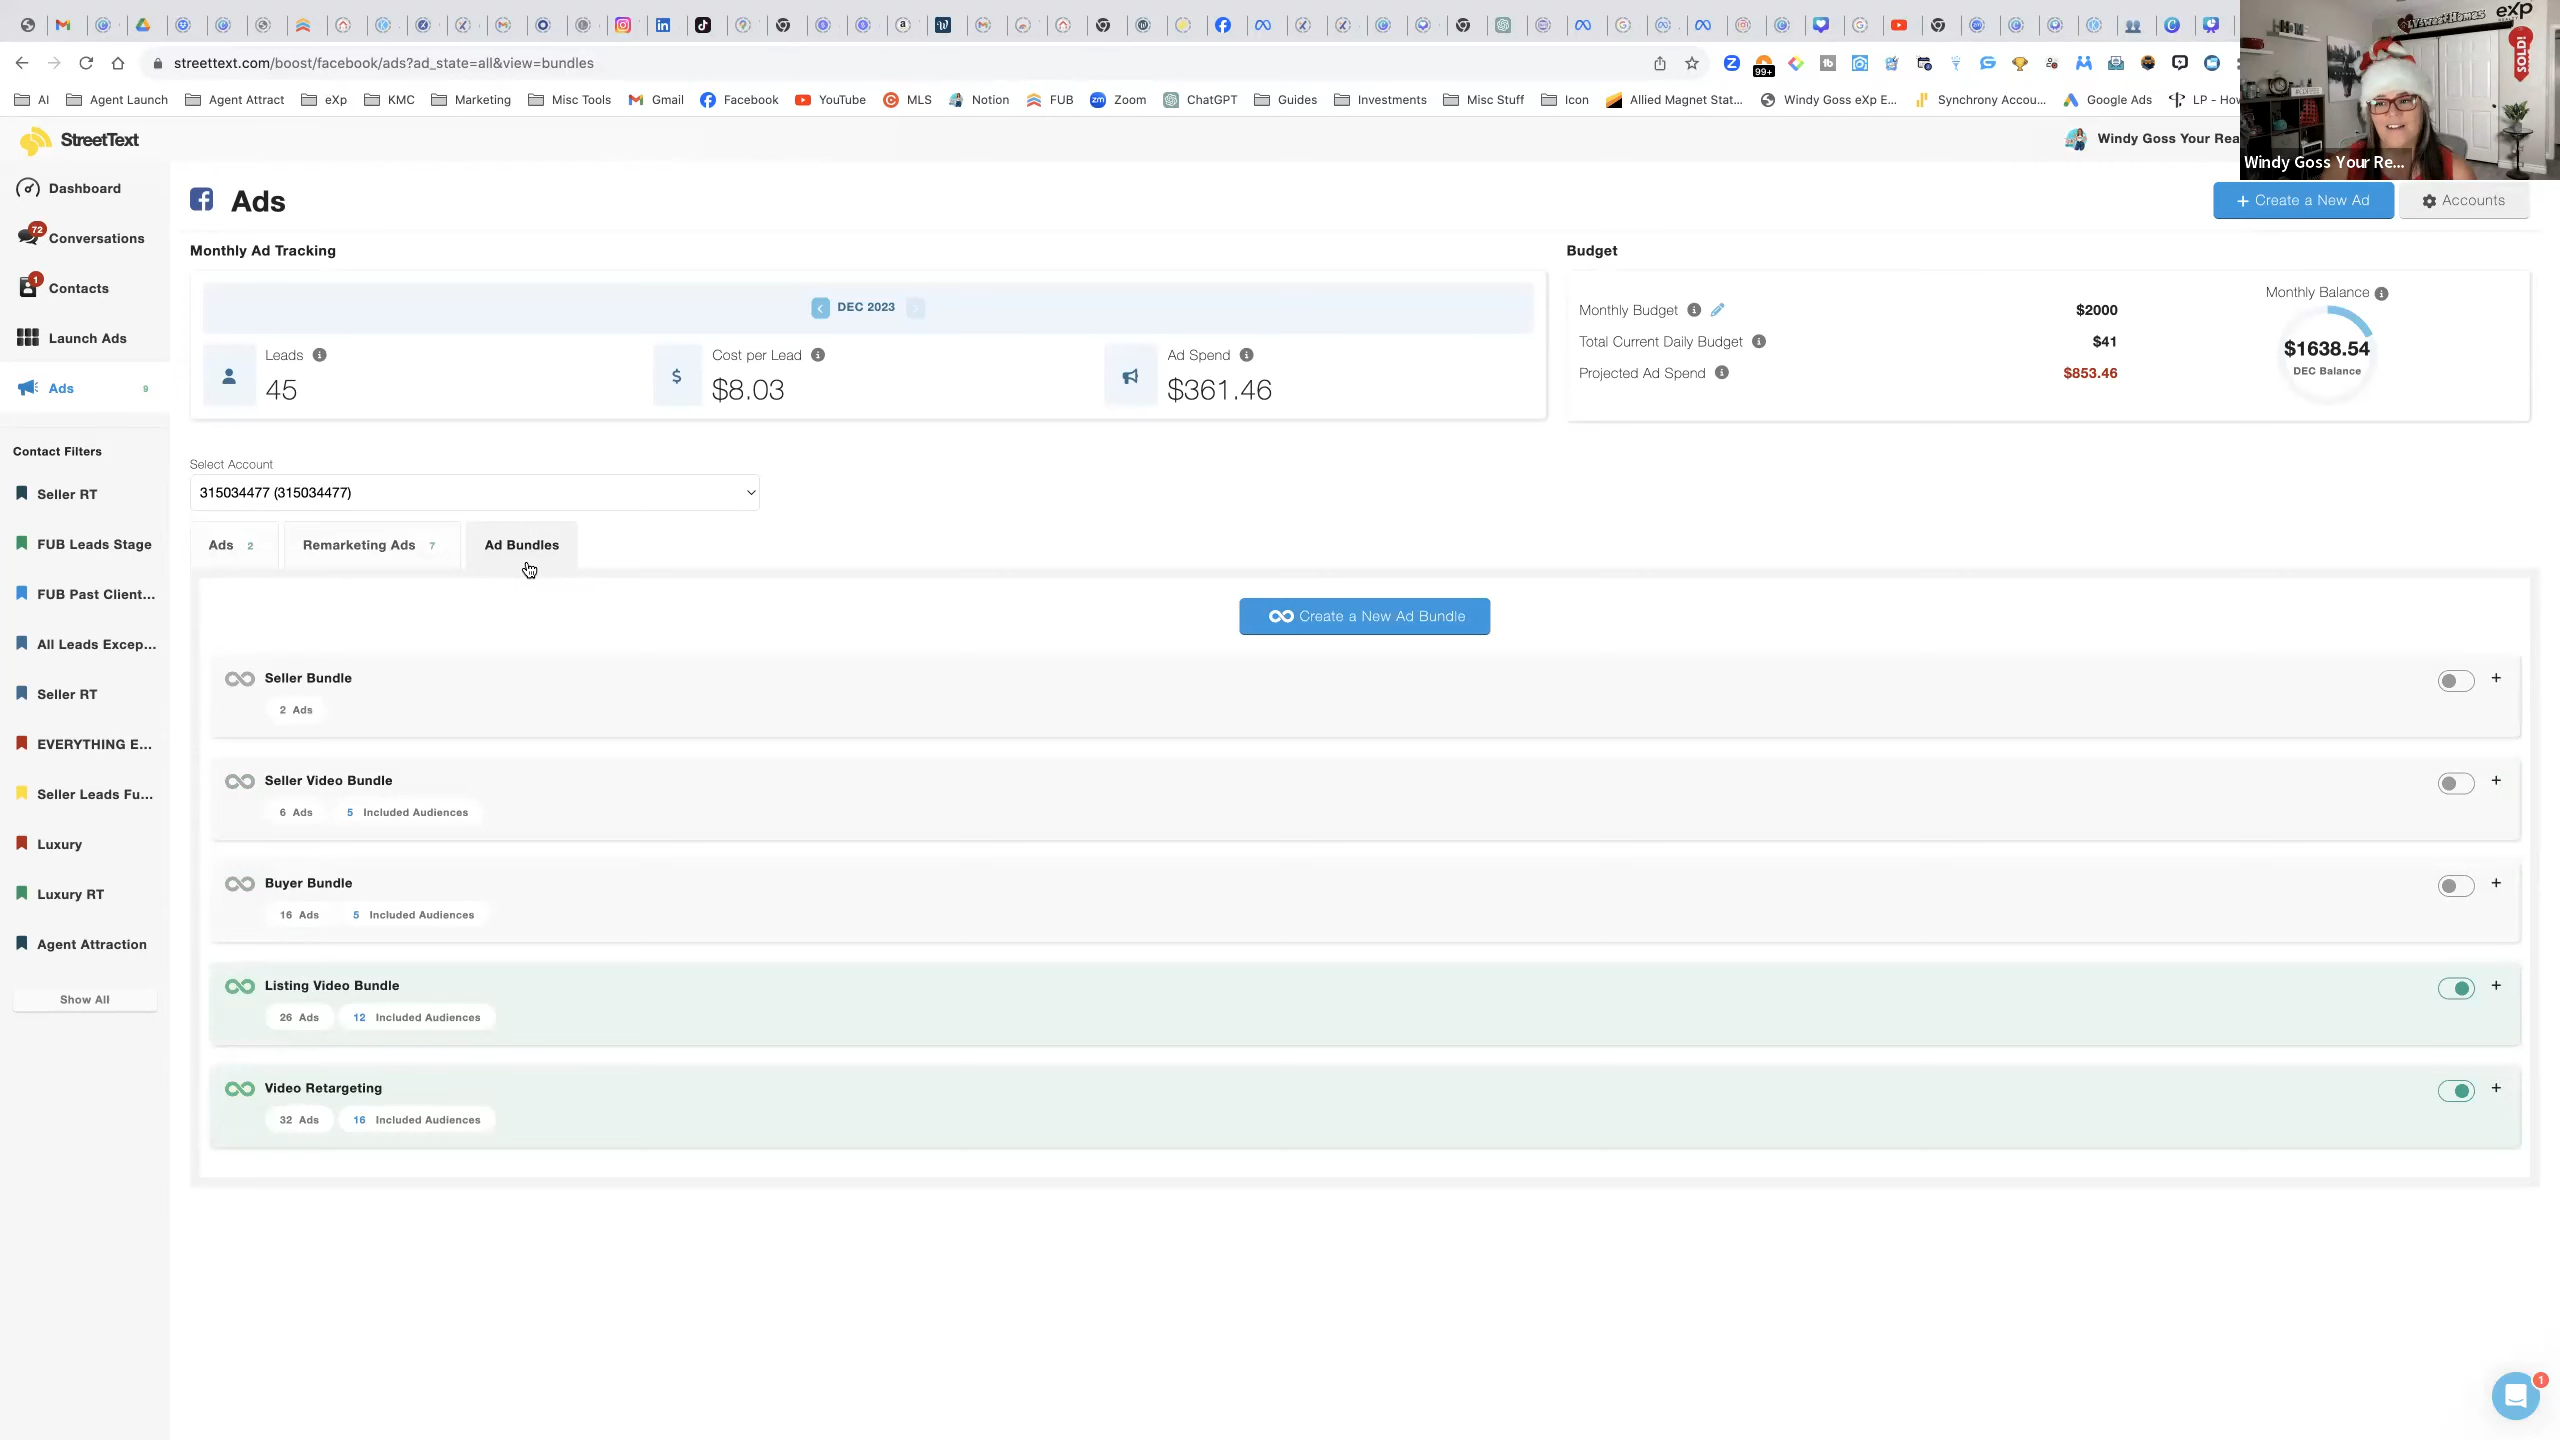 streettext.com/boost/facebook/ads?ad_state=all&view=bundles
99+
AI
Agent Launch
Agent Attract
eXp
KMC
Marketing
Misc Tools
Gmail
Facebook
YouTube
MLS
Notion
FUB
Zoom
ChatGPT
Guides
Investments
Misc Stuff
Icon
Allied Magnet Stat...
Windy Goss eXp E...
Synchrony Accou...
Google Ads
LP - Ho
LVSweetHomes
eXp
SOLD!
Windy Goss Your Re...
StreetText
Windy Goss Your Rea
Dashboard
72
Conversations
1
Contacts
Launch Ads
Ads 9
Contact Filters
Seller RT
FUB Leads Stage
FUB Past Client...
All Leads Excep...
Seller RT
EVERYTHING E...
Seller Leads Fu...
Luxury
Luxury RT
Agent Attraction
Show All
Ads
+ Create a New Ad
Accounts
Monthly Ad Tracking
DEC 2023
Leads
45
Cost per Lead
$8.03
Ad Spend
$361.46
Budget
Monthly Budget $2000
Total Current Daily Budget $41
Projected Ad Spend $853.46
Monthly Balance
$1638.54
DEC Balance
Select Account
315034477 (315034477)
Ads 2
Remarketing Ads 7
Ad Bundles
Create a New Ad Bundle
Seller Bundle
2 Ads
Seller Video Bundle
6 Ads 5 Included Audiences
Buyer Bundle
16 Ads 5 Included Audiences
Listing Video Bundle
26 Ads 12 Included Audiences
Video Retargeting
32 Ads 16 Included Audiences
1